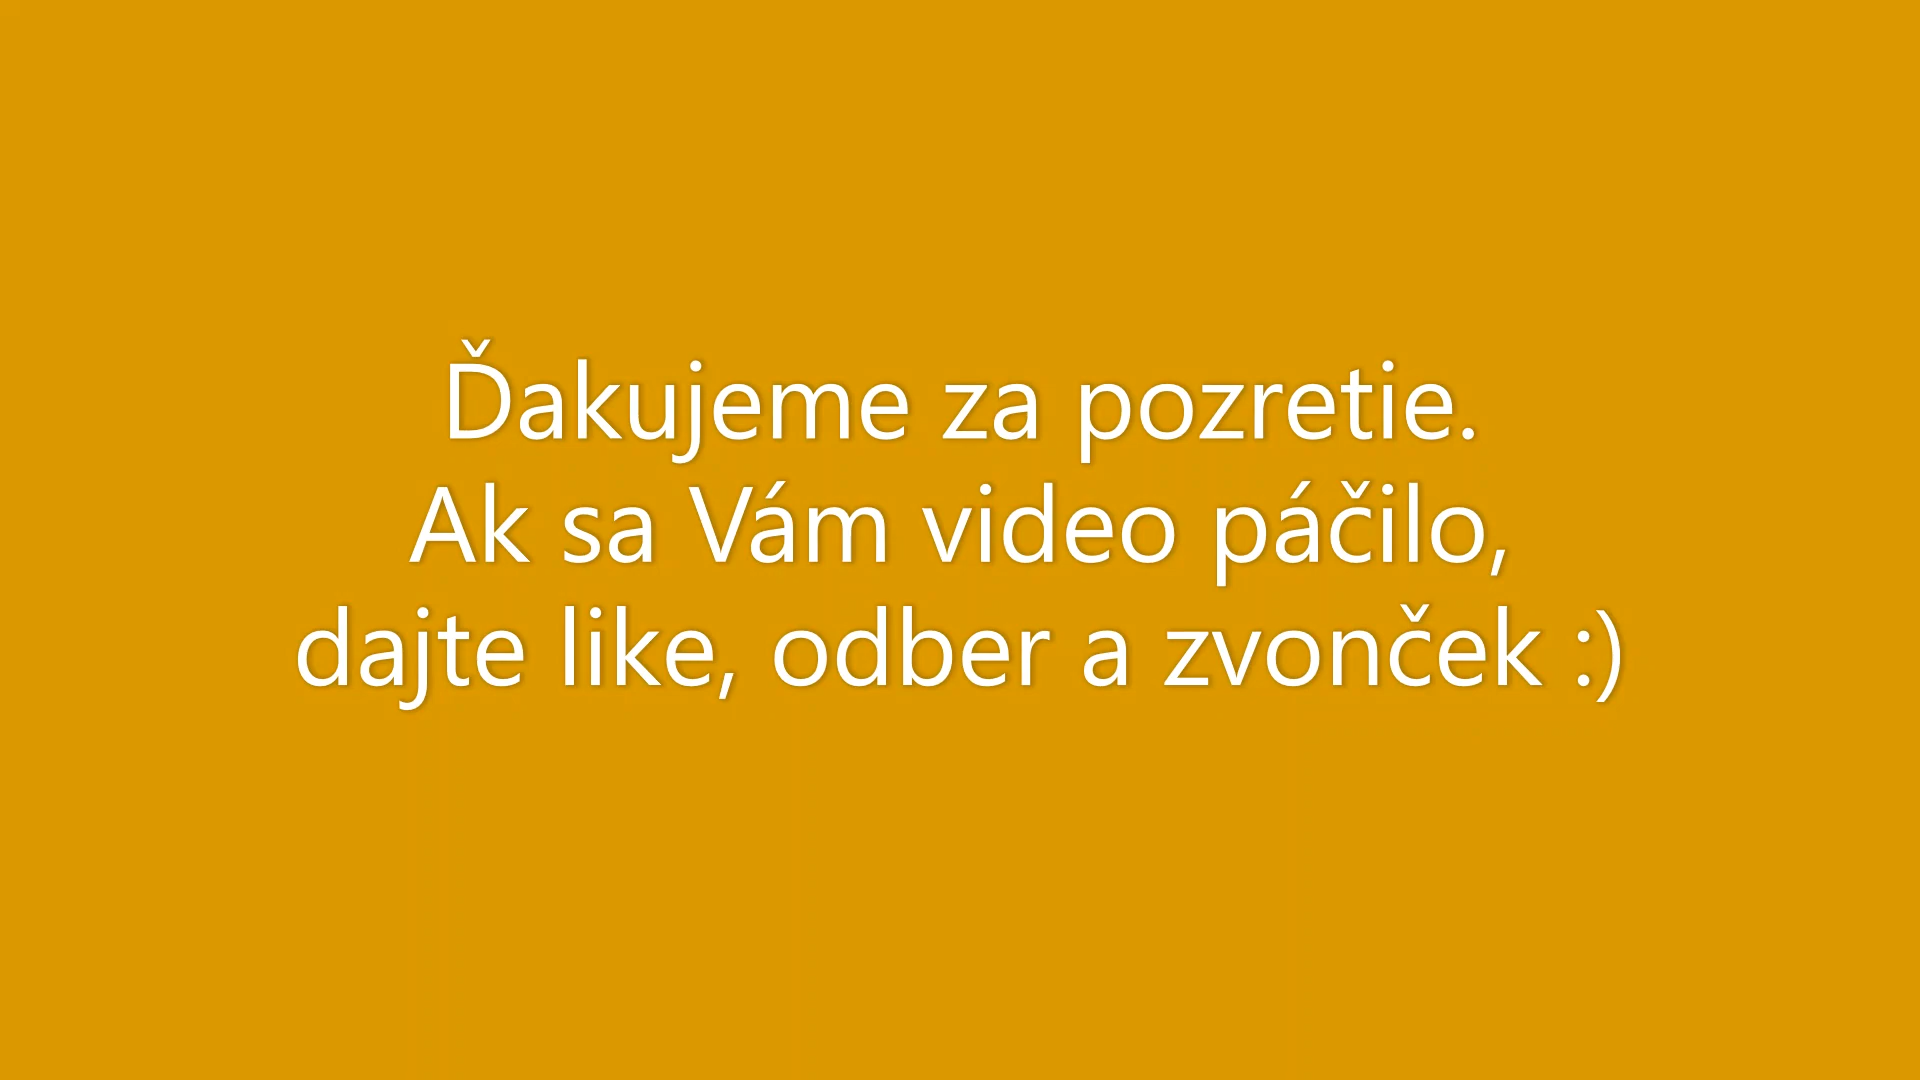 Ďakujeme za pozretie.
Ak sa Vám video páčilo,
dajte like, odber a zvonček :)